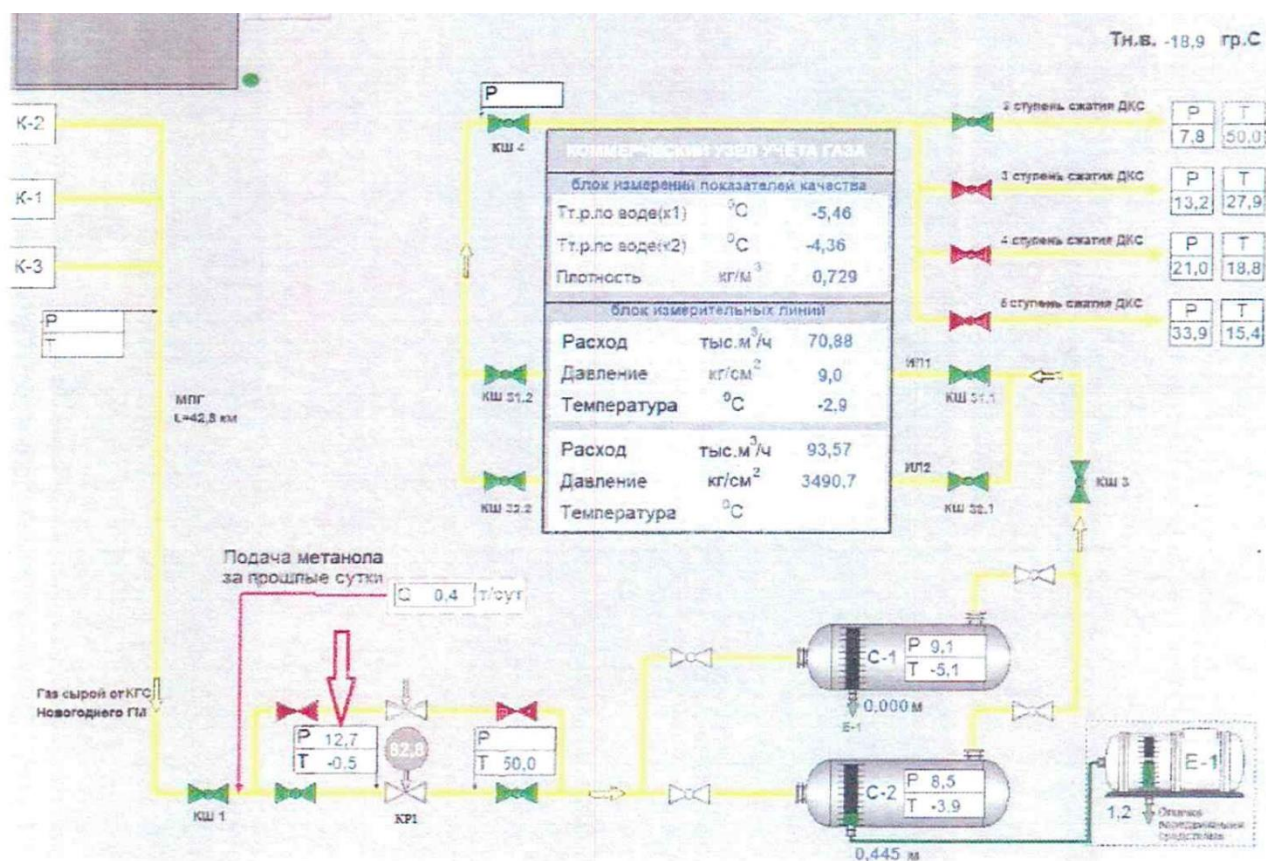 Тн.в. -18,9 гр.С
К-2
К-1
К-3
P
T
МПГ
L=42,8 км
P
КШ 4
2 ступень сжатия ДКС
P T
7,8 50,0
3 ступень сжатия ДКС
P T
13,2 27,9
4 ступень сжатия ДКС
P T
21,0 18,8
5 ступень сжатия ДКС
P T
33,9 15,4
КОММЕРЧЕСКИЙ УЗЕЛ УЧЕТА ГАЗА
блок измерений показателей качества
Тт.р.по воде(к1) °C -5,46
Тт.р.по воде(к2) °C -4,36
Плотность кг/м³ 0,729
блок измерительных линий
Расход тыс.м³/ч 70,88
Давление кг/см² 9,0
Температура °C -2,9
Расход тыс.м³/ч 93,57
Давление кг/см² 3490,7
Температура °C
КШ 31.2
ИЛ1
КШ 31.1
КШ 32.2
ИЛ2
КШ 32.1
КШ 3
Подача метанола
за прошлые сутки
Q 0,4 т/сут
Газ сырой от КГС
Новогоднего ГМ
P 12,7
T -0,5
82,8
P
T 50,0
КШ 1
КР1
С-1
P 9,1
T -5,1
0,000 м
E-1
С-2
P 8,5
T -3,9
0,445 м
E-1
1,2
Откачка
передвижными
средствами